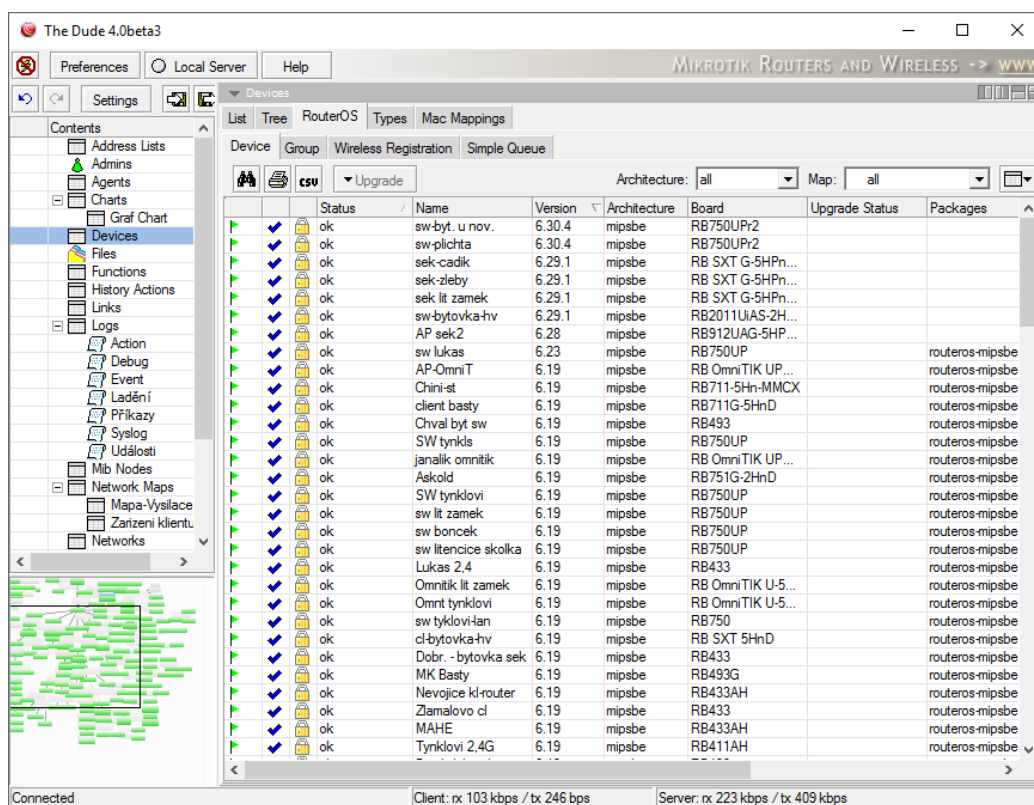 The Dude 4.0beta3
Preferences Local Server Help MIKROTIK ROUTERS AND WIRELESS -> www
Settings
Devices
Contents
Address Lists
Admins
Agents
Charts
Graf Chart
Devices
Files
Functions
History Actions
Links
Logs
Action
Debug
Event
Ladění
Příkazy
Syslog
Události
Mib Nodes
Network Maps
Mapa-Vysilace
Zarizeni klientu
Networks
List Tree RouterOS Types Mac Mappings
Device Group Wireless Registration Simple Queue
CSV Upgrade Architecture: all Map: all
Status Name Version Architecture Board Upgrade Status Packages
ok sw-byt. u nov. 6.30.4 mipsbe RB750UPr2
ok sw-plichta 6.30.4 mipsbe RB750UPr2
ok sek-cadik 6.29.1 mipsbe RB SXT G-5HPn...
ok sek-zleby 6.29.1 mipsbe RB SXT G-5HPn...
ok sek lit zamek 6.29.1 mipsbe RB SXT G-5HPn...
ok sw-bytovka-hv 6.29.1 mipsbe RB2011UiAS-2H...
ok AP sek2 6.28 mipsbe RB912UAG-5HP...
ok sw lukas 6.23 mipsbe RB750UP routeros-mipsbe
ok AP-OmniT 6.19 mipsbe RB OmniTIK UP... routeros-mipsbe
ok Chini-st 6.19 mipsbe RB711-5Hn-MMCX routeros-mipsbe
ok client basty 6.19 mipsbe RB711G-5HnD routeros-mipsbe
ok Chval byt sw 6.19 mipsbe RB493 routeros-mipsbe
ok SW tynkls 6.19 mipsbe RB750UP routeros-mipsbe
ok janalik omnitik 6.19 mipsbe RB OmniTIK UP... routeros-mipsbe
ok Askold 6.19 mipsbe RB751G-2HnD routeros-mipsbe
ok SW tynklovi 6.19 mipsbe RB750UP routeros-mipsbe
ok sw lit zamek 6.19 mipsbe RB750UP routeros-mipsbe
ok sw boncek 6.19 mipsbe RB750UP routeros-mipsbe
ok sw litencice skolka 6.19 mipsbe RB750UP routeros-mipsbe
ok Lukas 2,4 6.19 mipsbe RB433 routeros-mipsbe
ok Omnitik lit zamek 6.19 mipsbe RB OmniTIK U-5... routeros-mipsbe
ok Omnt tynklovi 6.19 mipsbe RB OmniTIK U-5... routeros-mipsbe
ok sw tyklovi-lan 6.19 mipsbe RB750 routeros-mipsbe
ok cl-bytovka-hv 6.19 mipsbe RB SXT 5HnD routeros-mipsbe
ok Dobr. - bytovka sek 6.19 mipsbe RB433 routeros-mipsbe
ok MK Basty 6.19 mipsbe RB493G routeros-mipsbe
ok Nevojice kl-router 6.19 mipsbe RB433AH routeros-mipsbe
ok Zlamalovo cl 6.19 mipsbe RB433 routeros-mipsbe
ok MAHE 6.19 mipsbe RB433AH routeros-mipsbe
ok Tynklovi 2,4G 6.19 mipsbe RB411AH routeros-mipsbe
Connected Client: rx 103 kbps / tx 246 bps Server: rx 223 kbps / tx 409 kbps